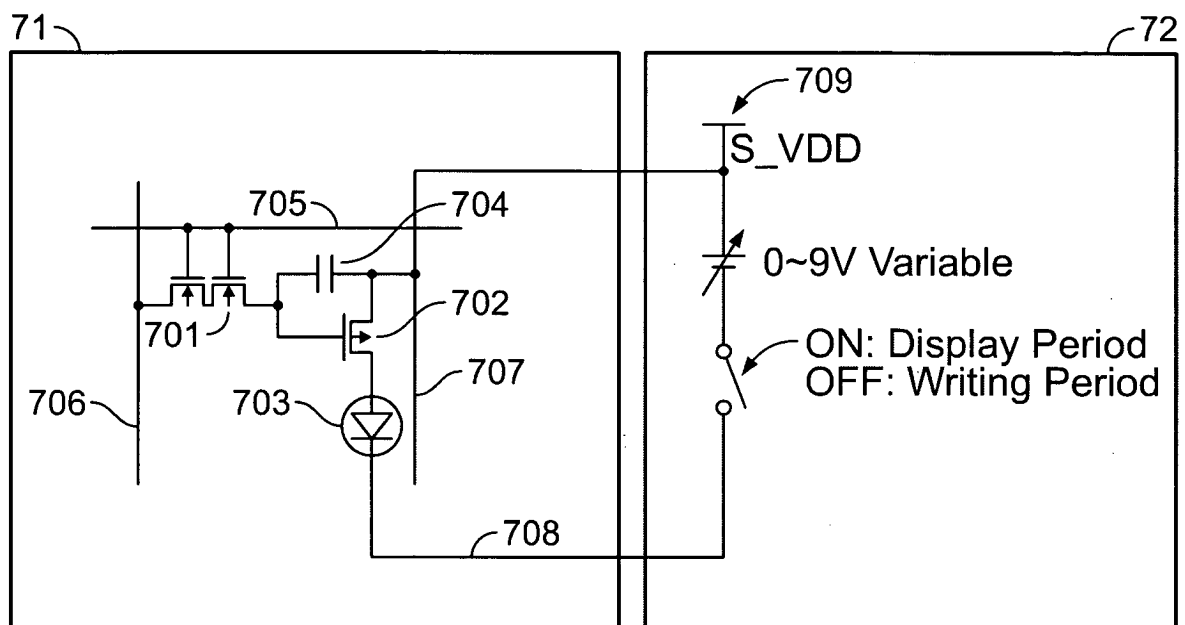 71
72
709
S_VDD
705
704
0~9V Variable
701
702
ON: Display Period
OFF: Writing Period
706
703
707
708